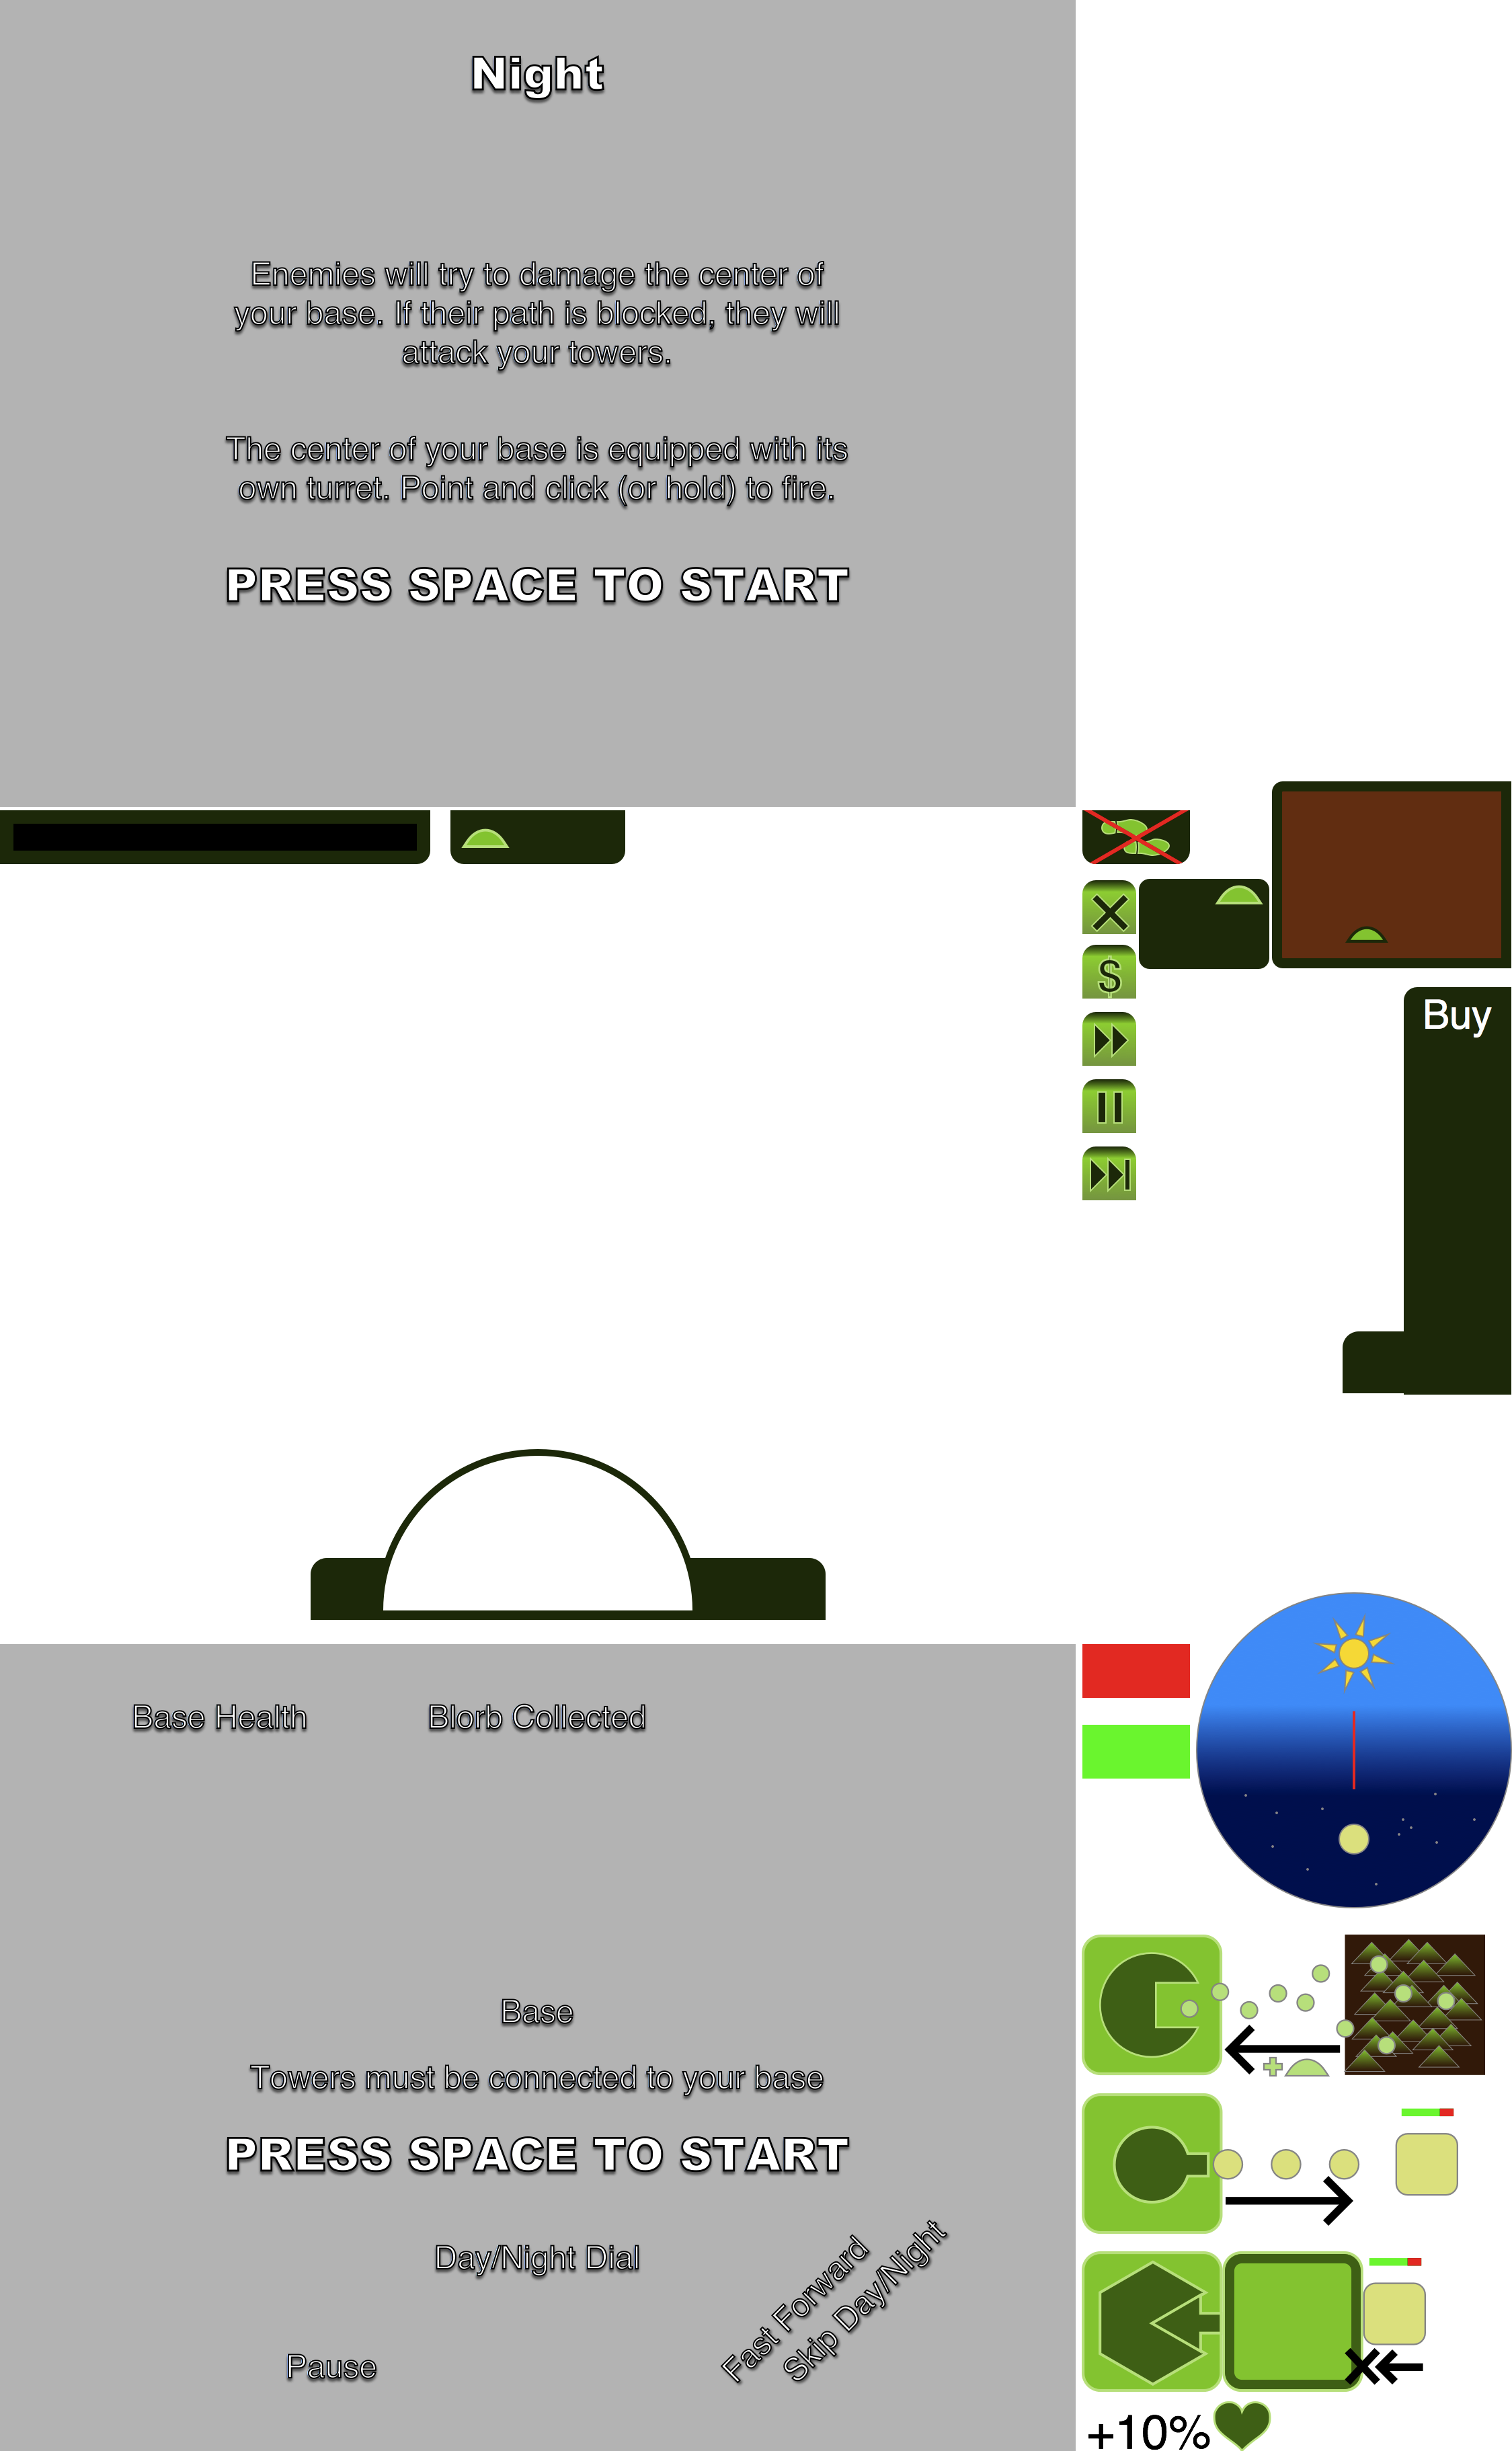 Night
Enemies will try to damage the center of
your base. If their path is blocked, they will
attack your towers.
The center of your base is equipped with its
own turret. Point and click (or hold) to fire.
PRESS SPACE TO START
$
Buy
Base Health
Blorb Collected
Base
Towers must be connected to your base
PRESS SPACE TO START
Day/Night Dial
Fast Forward
Skip Day/Night
Pause
+10%